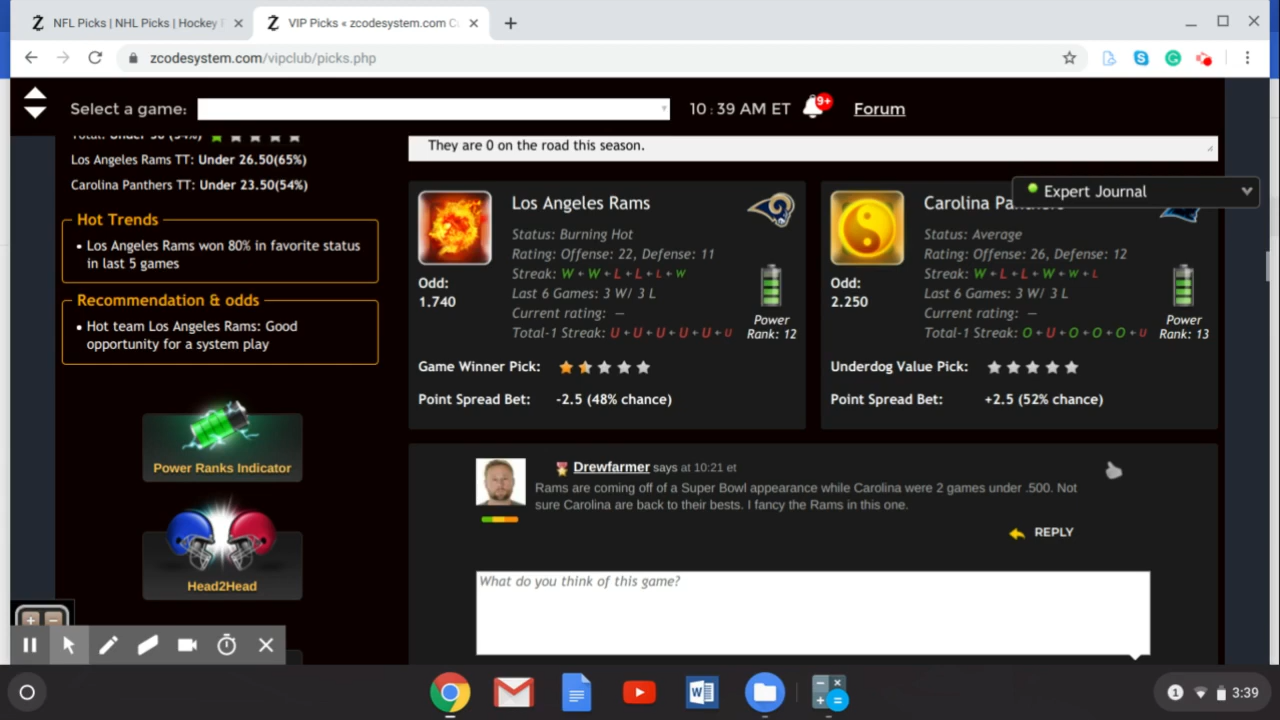 NFL Picks | NHL Picks | Hockey
VIP Picks « zcodesystem.com
zcodesystem.com/vipclub/picks.php
Select a game:
10:39 AM ET
9+
Forum
Los Angeles Rams TT: Under 26.50(65%)
Carolina Panthers TT: Under 23.50(54%)
Hot Trends
• Los Angeles Rams won 80% in favorite status
in last 5 games
Recommendation & odds
• Hot team Los Angeles Rams: Good
opportunity for a system play
Power Ranks Indicator
Head2Head
They are 0 on the road this season.
Expert Journal
Los Angeles Rams
Status: Burning Hot
Rating: Offense: 22, Defense: 11
Streak: W - W - L - L - L - W
Last 6 Games: 3 W/ 3 L
Current rating: —
Total-1 Streak: U - U - U - U - U - U
Odd:
1.740
Power
Rank: 12
Game Winner Pick:
Point Spread Bet: -2.5 (48% chance)
Carolina
Status: Average
Rating: Offense: 26, Defense: 12
Streak: W - L - L - W - W - L
Last 6 Games: 3 W/ 3 L
Current rating: —
Total-1 Streak: O - U - O - O - O - U
Odd:
2.250
Power
Rank: 13
Underdog Value Pick:
Point Spread Bet: +2.5 (52% chance)
Drewfarmer says at 10:21 et
Rams are coming off of a Super Bowl appearance while Carolina were 2 games under .500. Not
sure Carolina are back to their bests. I fancy the Rams in this one.
REPLY
What do you think of this game?
1
3:39